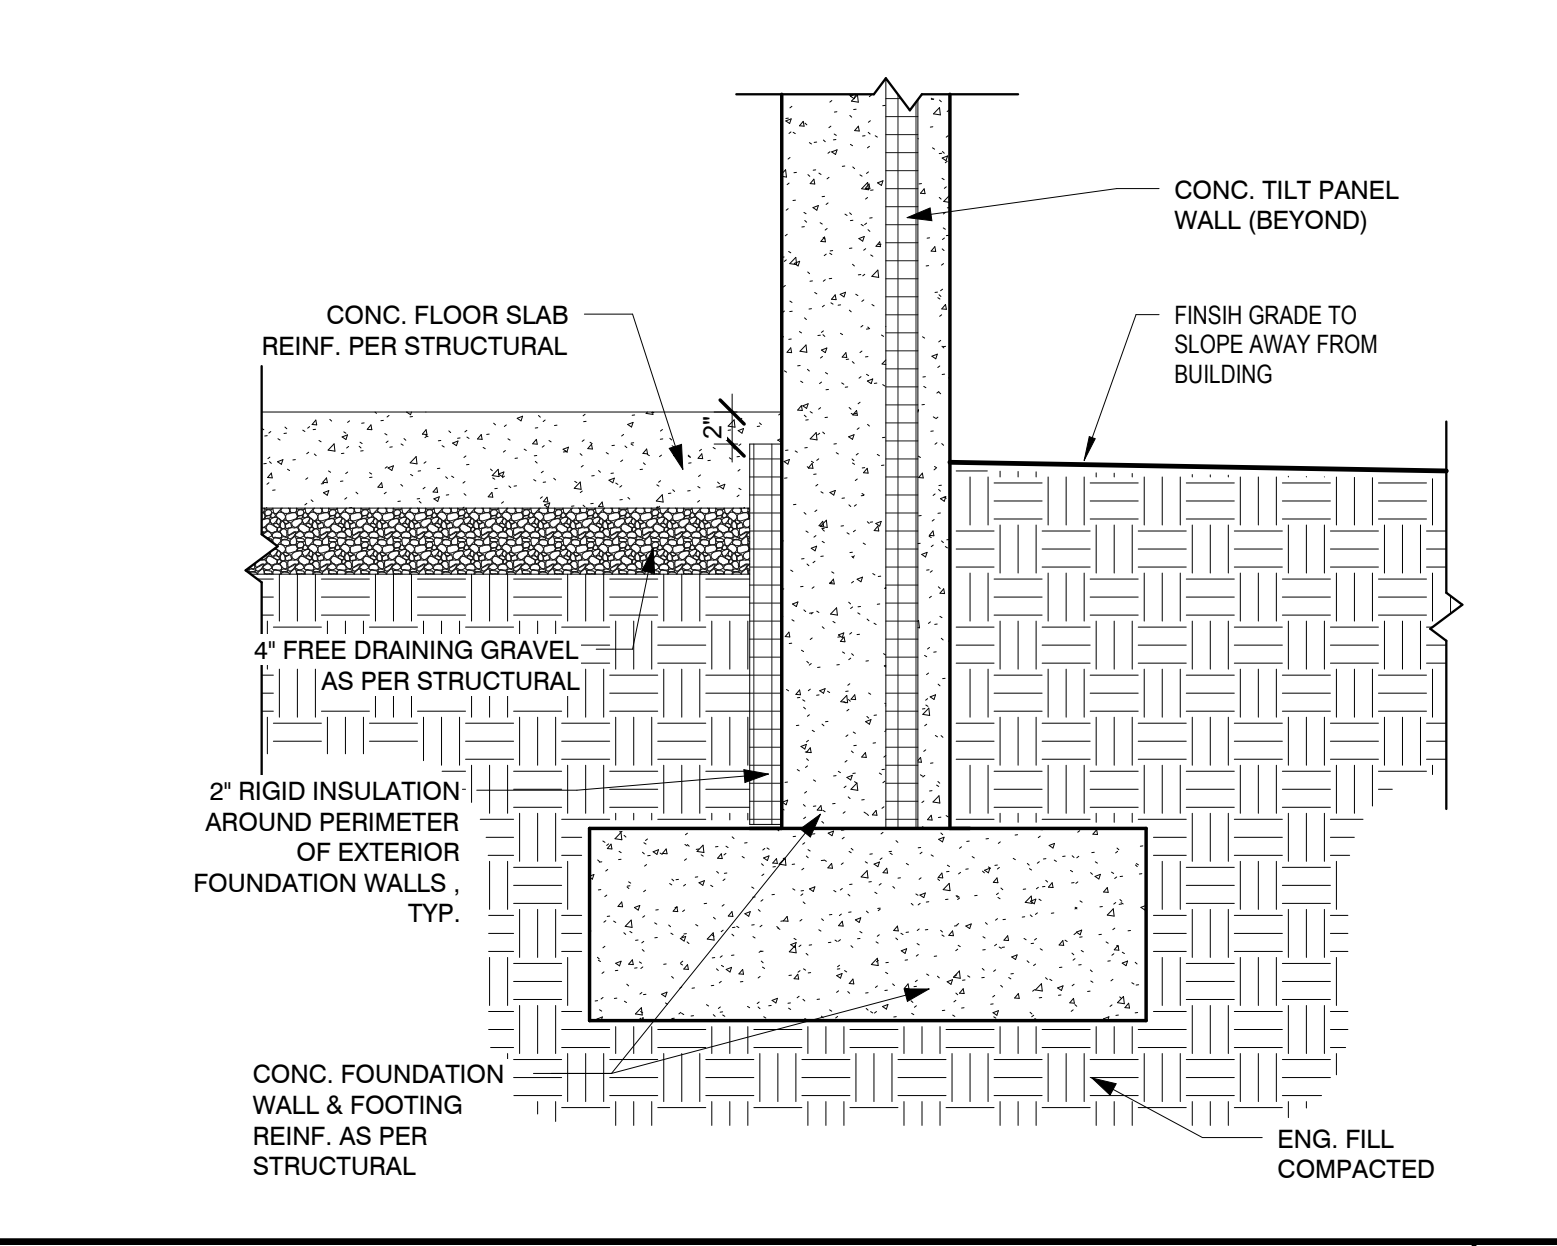 CONC. TILT PANEL
WALL (BEYOND)
CONC. FLOOR SLAB
REINF. PER STRUCTURAL
FINSIH GRADE TO
SLOPE AWAY FROM
BUILDING
2"
4" FREE DRAINING GRAVEL
AS PER STRUCTURAL
2" RIGID INSULATION
AROUND PERIMETER
OF EXTERIOR
FOUNDATION WALLS ,
TYP.
CONC. FOUNDATION
WALL & FOOTING
REINF. AS PER
STRUCTURAL
ENG. FILL
COMPACTED